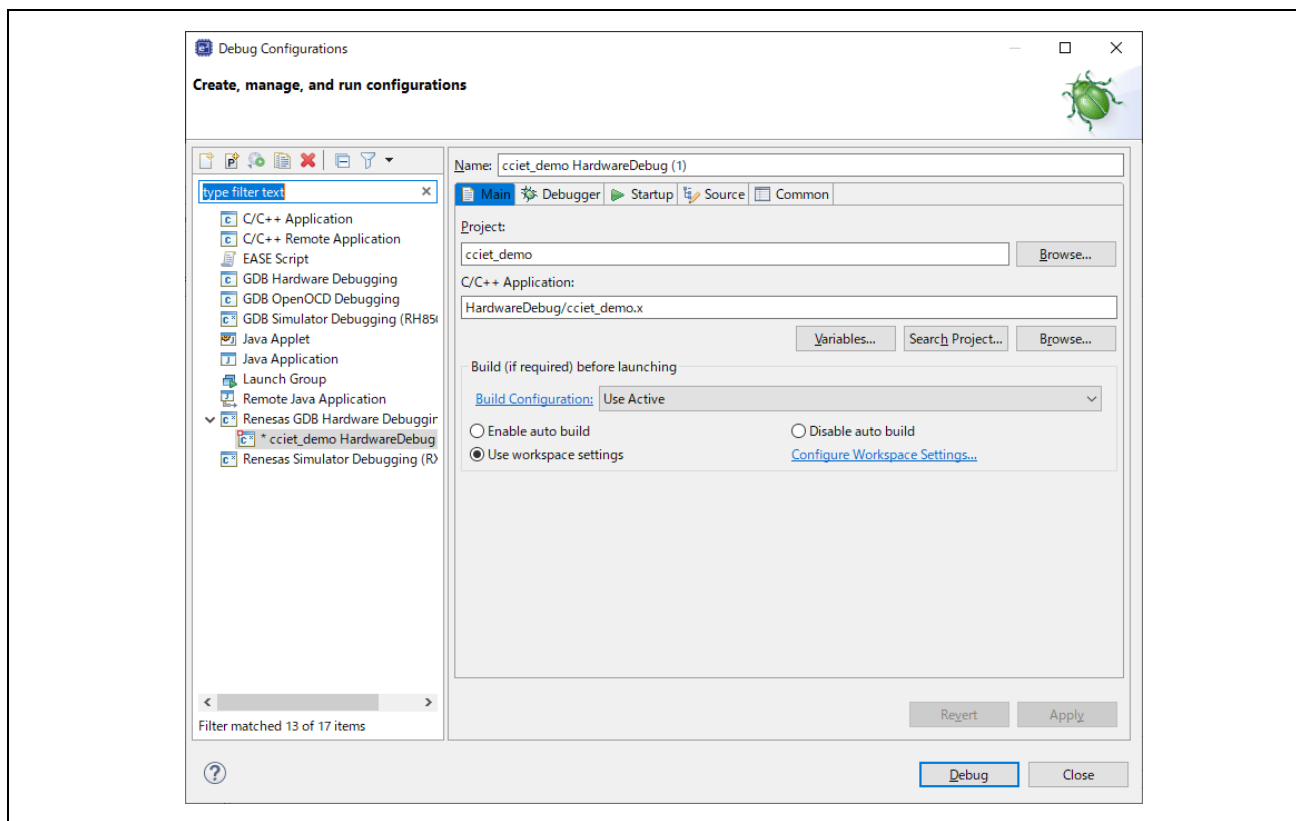 Debug Configurations
Create, manage, and run configurations
type filter text
C/C++ Application
C/C++ Remote Application
EASE Script
GDB Hardware Debugging
GDB OpenOCD Debugging
GDB Simulator Debugging (RH85
Java Applet
Java Application
Launch Group
Remote Java Application
Renesas GDB Hardware Debuggin
* cciet_demo HardwareDebug
Renesas Simulator Debugging (RX
Filter matched 13 of 17 items
Name: cciet_demo HardwareDebug (1)
Main Debugger Startup Source Common
Project:
cciet_demo Browse...
C/C++ Application:
HardwareDebug/cciet_demo.x
Variables... Search Project... Browse...
Build (if required) before launching
Build Configuration: Use Active
Enable auto build Disable auto build
Use workspace settings Configure Workspace Settings...
Revert Apply
Debug Close